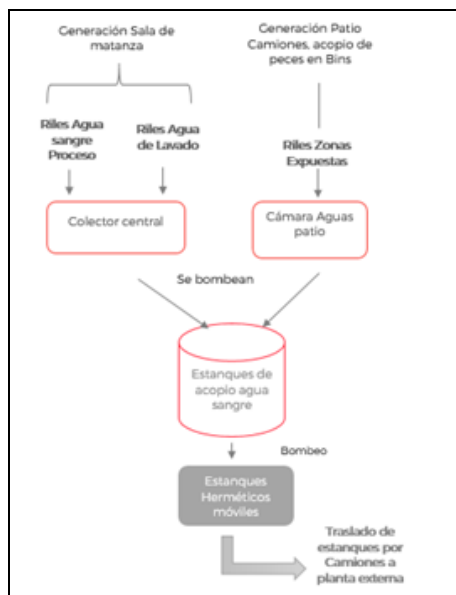 Generación Sala de
matanza
Generación Patio
Camiones, acopio de
peces en Bins
Riles Agua
sangre
Proceso
Riles Agua
de Lavado
Riles Zonas
Expuestas
Colector central
Cámara Aguas
patio
Se bombean
Estanques de
acopio agua
sangre
Bombeo
Estanques
Herméticos
móviles
Traslado de
estanques por
Camiones a
planta externa